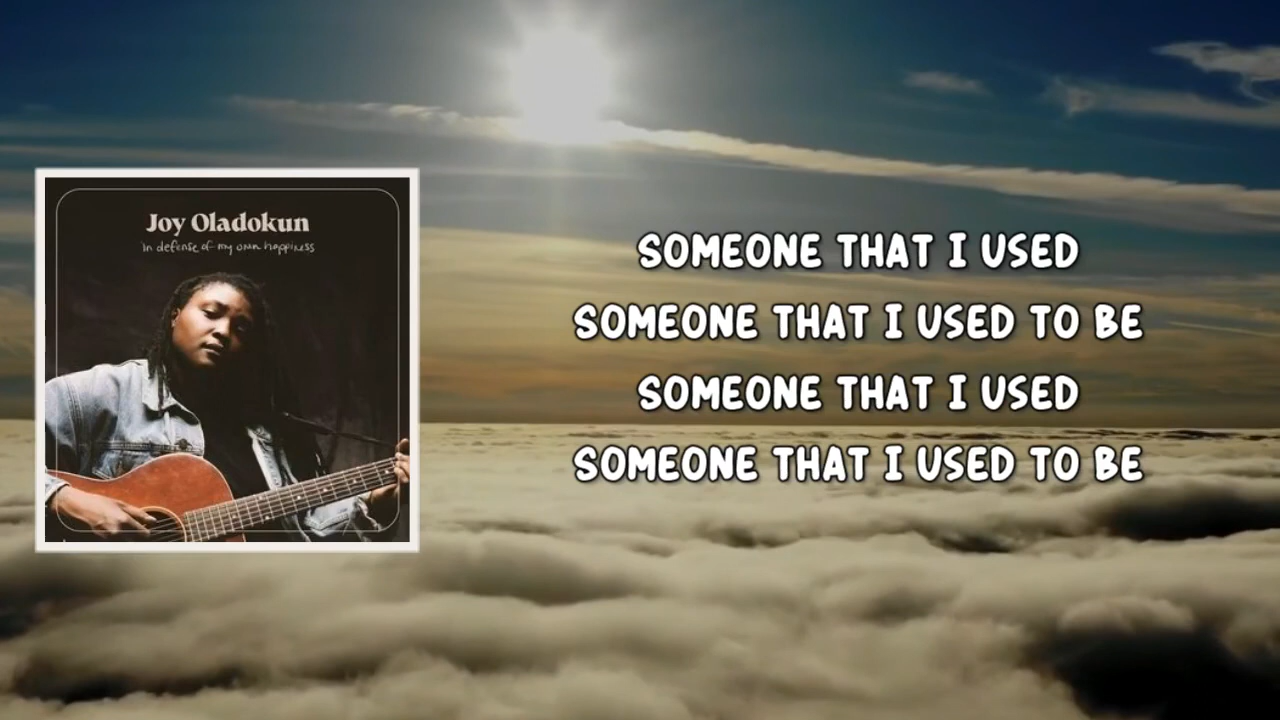 Joy Oladokun
in defense of my own happiness
SOMEONE THAT I USED
SOMEONE THAT I USED TO BE
SOMEONE THAT I USED
SOMEONE THAT I USED TO BE